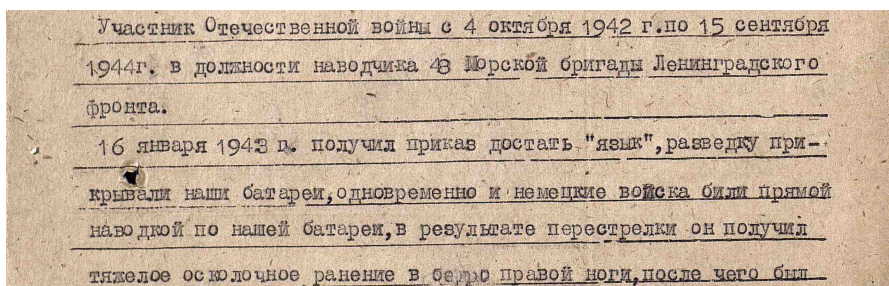 Участник Отечественной войны с 4 октября 1942 г.по 15 сентября
1944г. в должности наводчика 43 Морской бригады Ленинградского
фронта.
16 января 1943 г. получил приказ достать "язык",разведку при-
крывали наши батареи,одновременно и немецкие войска били прямой
наводкой по нашей батареи,в результате перестрелки он получил
тяжелое осколочное ранение в бедро правой ноги,после чего был